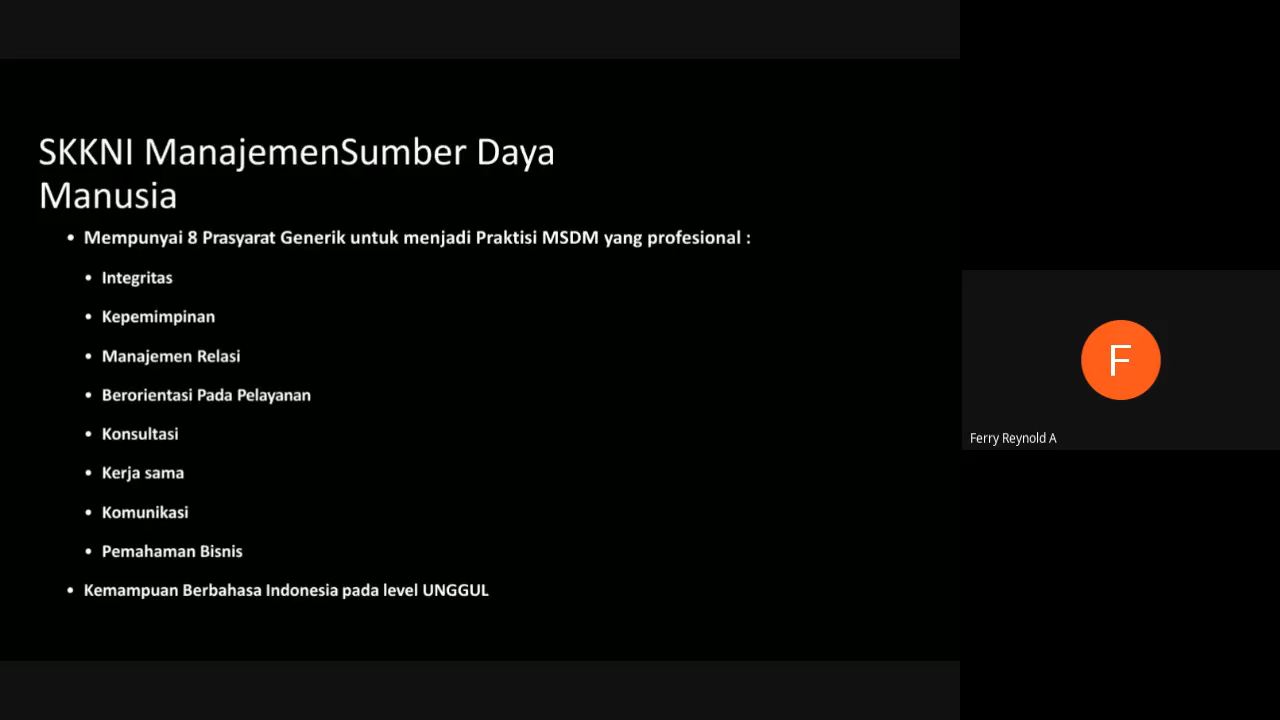 SKKNI ManajemenSumber Daya
Manusia
• Mempunyai 8 Prasyarat Generik untuk menjadi Praktisi MSDM yang profesional :
• Integritas
• Kepemimpinan
• Manajemen Relasi
• Berorientasi Pada Pelayanan
• Konsultasi
• Kerja sama
• Komunikasi
• Pemahaman Bisnis
• Kemampuan Berbahasa Indonesia pada level UNGGUL
F
Ferry Reynold A